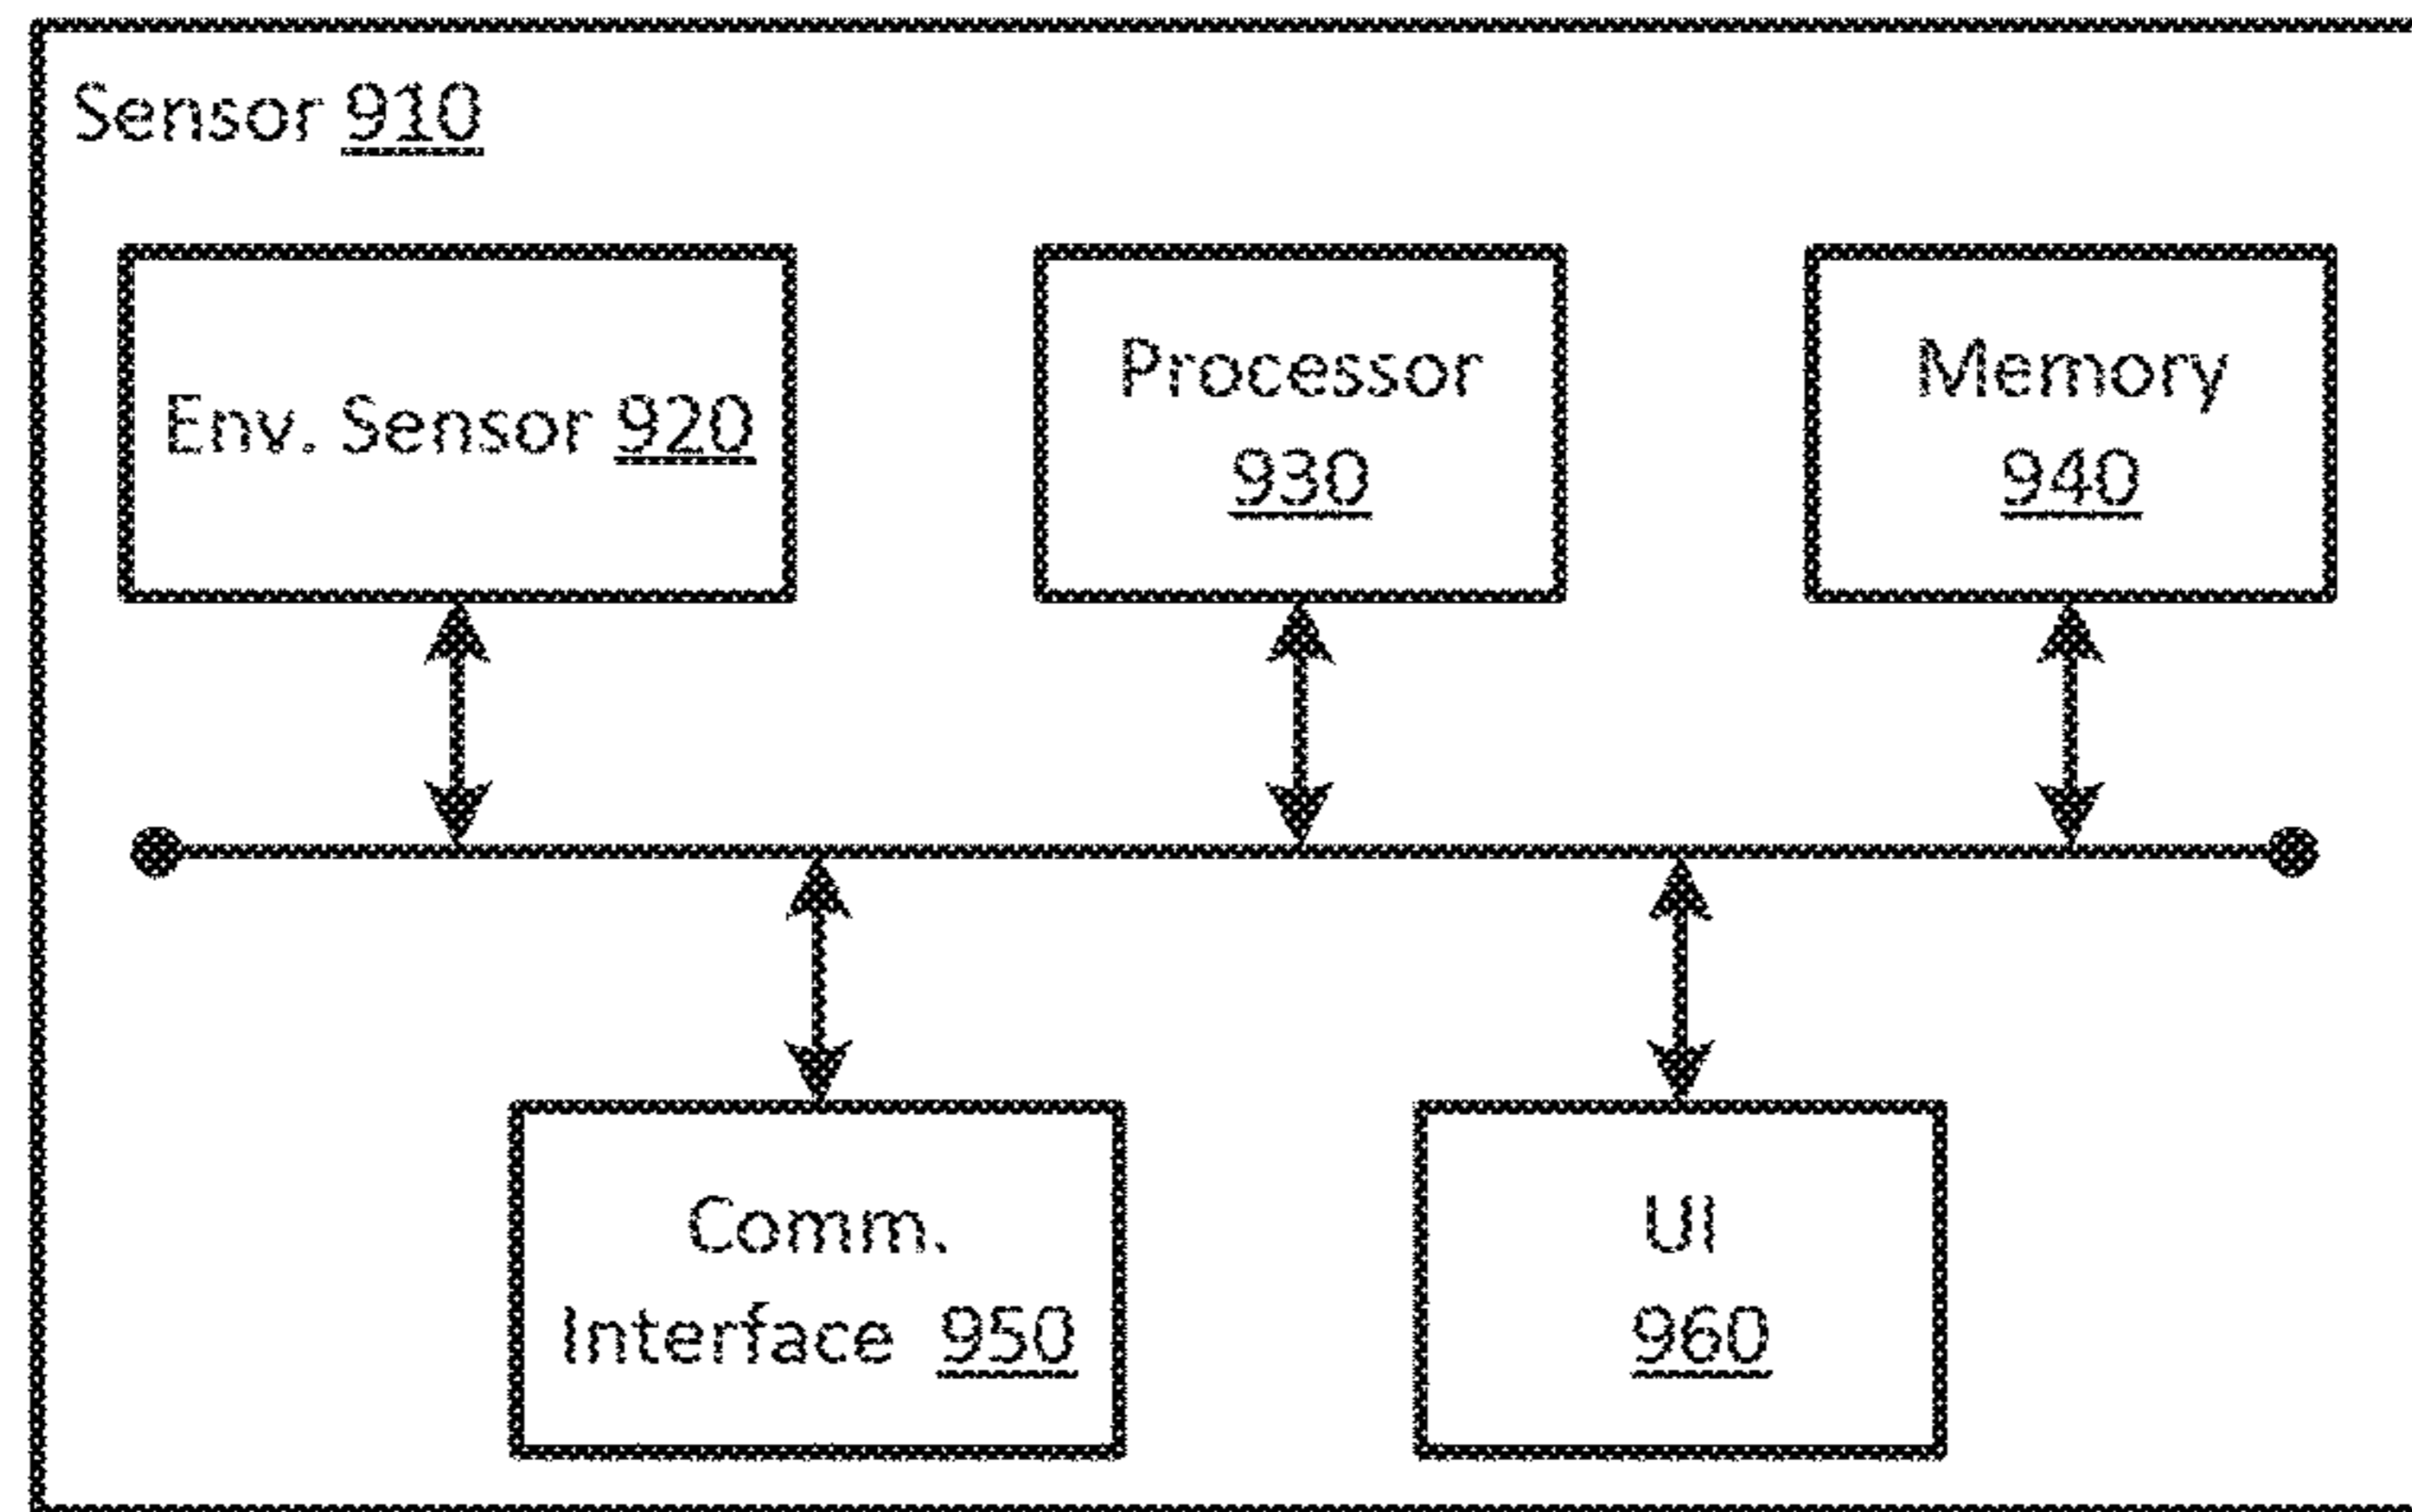 Sensor 910
Env. Sensor 920
Processor
930
Memory
940
Comm.
Interface 950
UI
960